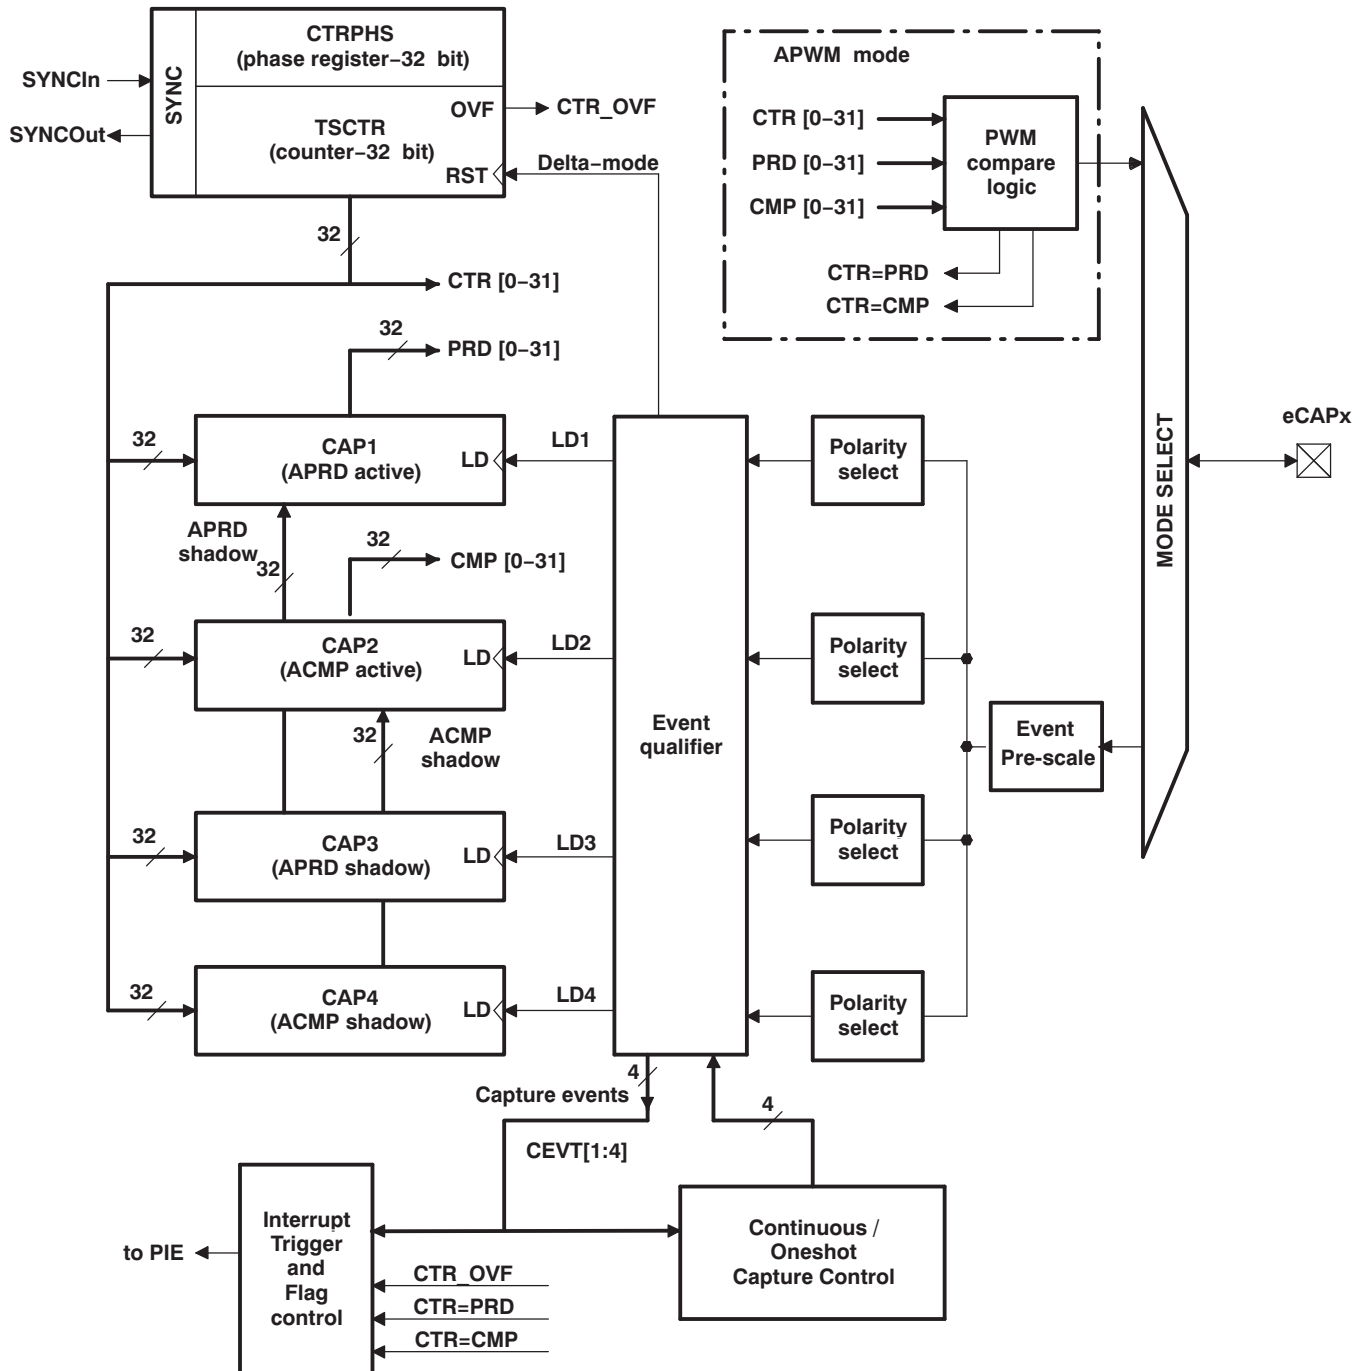 CTRPHS
(phase register−32 bit)
SYNC
SYNCIn
SYNCOut
OVF
CTR_OVF
TSCTR
(counter−32 bit)
RST
Delta−mode
32
CTR [0−31]
32
PRD [0−31]
APWM mode
CTR [0−31]
PRD [0−31]
CMP [0−31]
PWM
compare
logic
CTR=PRD
CTR=CMP
MODE SELECT
eCAPx
32
CAP1
(APRD active)
LD
LD1
Polarity
select
APRD
shadow
32
32
CMP [0−31]
32
CAP2
(ACMP active)
LD
LD2
Polarity
select
32
ACMP
shadow
Event
qualifier
Event
Pre-scale
32
CAP3
(APRD shadow)
LD
LD3
Polarity
select
32
CAP4
(ACMP shadow)
LD
LD4
Polarity
select
4
Capture events
CEVT[1:4]
4
Interrupt
Trigger
and
Flag
control
to PIE
CTR_OVF
CTR=PRD
CTR=CMP
Continuous /
Oneshot
Capture Control